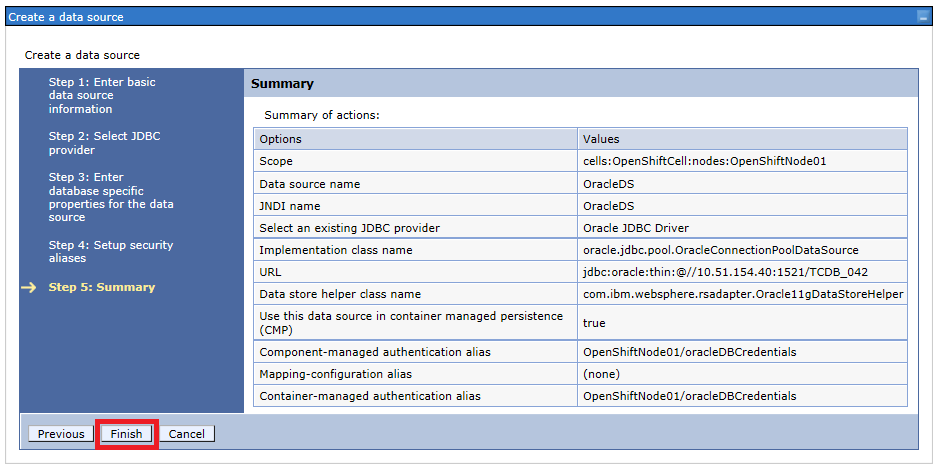 Create a data source
Create a data source
Step 1: Enter basic
data source
information
Step 2: Select JDBC
provider
Step 3: Enter
database specific
properties for the data
source
Step 4: Setup security
aliases
Step 5: Summary
Summary
Summary of actions:
Options Values
Scope cells:OpenShiftCell:nodes:OpenShiftNode01
Data source name OracleDS
JNDI name OracleDS
Select an existing JDBC provider Oracle JDBC Driver
Implementation class name oracle.jdbc.pool.OracleConnectionPoolDataSource
URL jdbc:oracle:thin:@//10.51.154.40:1521/TCDB_042
Data store helper class name com.ibm.websphere.rsadapter.Oracle11gDataStoreHelper
Use this data source in container managed persistence
(CMP) true
Component-managed authentication alias OpenShiftNode01/oracleDBCredentials
Mapping-configuration alias (none)
Container-managed authentication alias OpenShiftNode01/oracleDBCredentials
Previous Finish Cancel